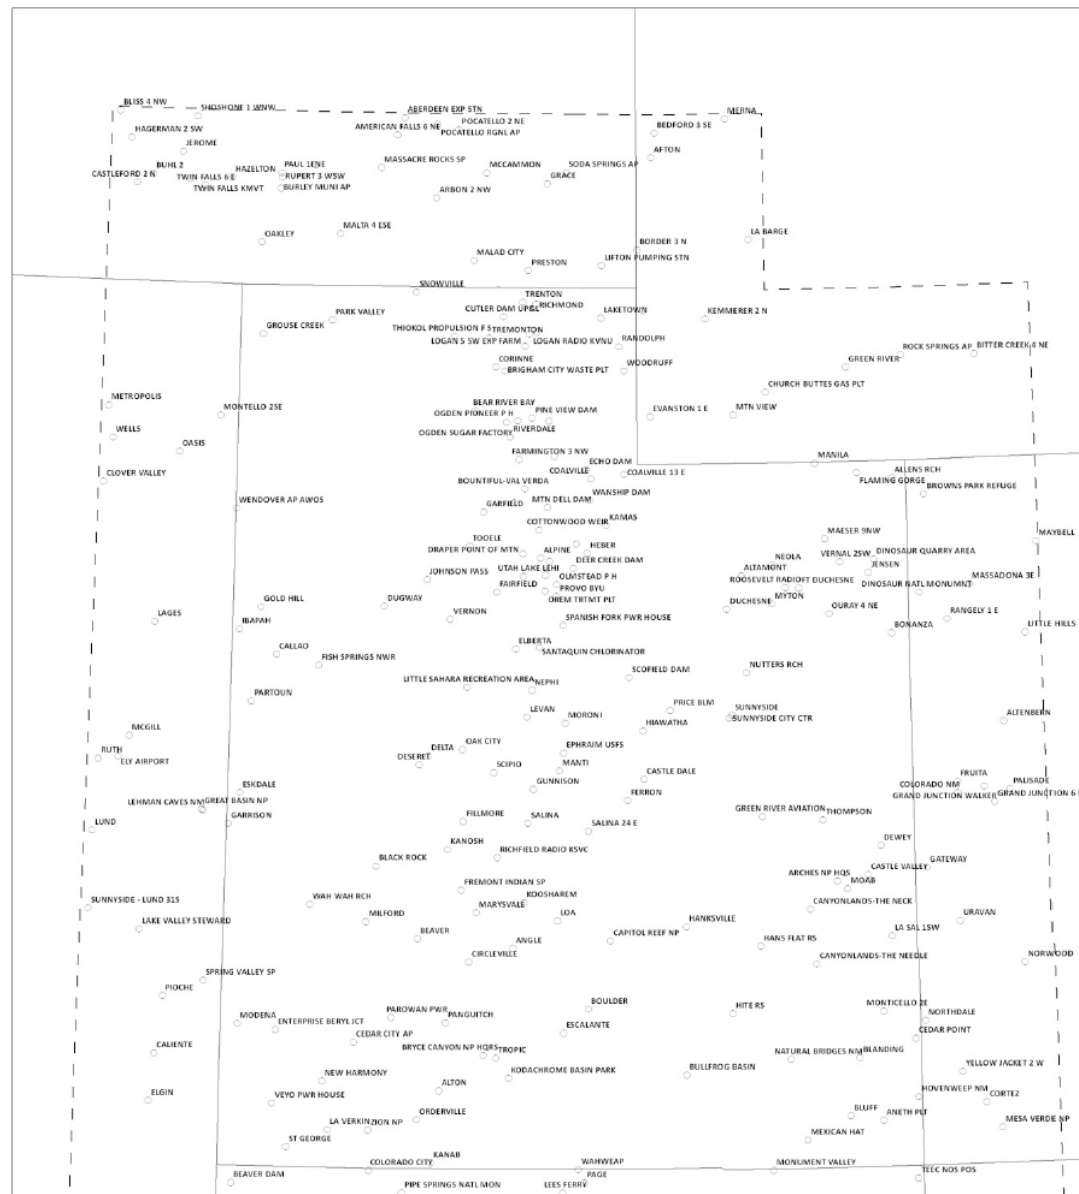 BLISS 4 NW
SHOSHONE 1 WNW
ABERDEEN EXP STN
MERNA
HAGERMAN 2 SW
AMERICAN FALLS 6 NE
POCATELLO 2 NE
POCATELLO RGNL AP
BEDFORD 3 SE
JEROME
AFTON
CASTLEFORD 2 N
BUHL 2
TWIN FALLS 6 E
HAZELTON
PAUL 1ENE
MASSACRE ROCKS SP
MCCAMMON
SODA SPRINGS AP
RUPERT 3 WSW
GRACE
TWIN FALLS KMVT
BURLEY MUNI AP
ARBON 2 NW
OAKLEY
MALTA 4 ESE
LA BARGE
BORDER 3 N
MALAD CITY
PRESTON
LIFTON PUMPING STN
SNOWVILLE
TRENTON
RICHMOND
PARK VALLEY
CUTLER DAM UP&L
LAKETOWN
KEMMERER 2 N
GROUSE CREEK
THIOKOL PROPULSION F S
TREMONTON
LOGAN 5 SW EXP FARM
LOGAN RADIO KVNU
RANDOLPH
ROCK SPRINGS AP
BITTER CREEK 4 NE
CORINNE
BRIGHAM CITY WASTE PLT
WOODRUFF
GREEN RIVER
CHURCH BUTTES GAS PLT
METROPOLIS
MONTELLO 2SE
BEAR RIVER BAY
OGDEN PIONEER P H
PINE VIEW DAM
EVANSTON 1 E
MTN VIEW
WELLS
OGDEN SUGAR FACTORY
RIVERDALE
OASIS
FARMINGTON 3 NW
ECHO DAM
MANILA
CLOVER VALLEY
COALVILLE
COALVILLE 13 E
ALLENS RCH
FLAMING GORGE
BOUNTIFUL-VAL VERDA
BROWNS PARK REFUGE
WENDOVER AP AWOS
GARFIELD
MTN DELL DAM
WANSHIP DAM
COTTONWOOD WEIR
KAMAS
TOOELE
MAESER 9NW
MAYBELL
DRAPER POINT OF MTN
ALPINE
HEBER
DEER CREEK DAM
NEOLA
VERNAL 2SW
DINOSAUR QUARRY AREA
JOHNSON PASS
UTAH LAKE LEHI
ALTAMONT
JENSEN
FAIRFIELD
OLMSTEAD P H
ROOSEVELT RADIO
FT DUCHESNE
DINOSAUR NATL MONUMNT
MASSADONA 3E
PROVO BYU
GOLD HILL
DUGWAY
OREM TRTMT PLT
DUCHESNE
MYTON
LAGES
IBAPAH
VERNON
SPANISH FORK PWR HOUSE
OURAY 4 NE
RANGELY 1 E
BONANZA
LITTLE HILLS
CALLAO
ELBERTA
SANTAQUIN CHLORINATOR
FISH SPRINGS NWR
SCOFIELD DAM
NUTTERS RCH
LITTLE SAHARA RECREATION AREA
NEPHI
PARTOUN
PRICE BLM
LEVAN
MORONI
HIAWATHA
SUNNYSIDE
SUNNYSIDE CITY CTR
ALTENBERN
MCGILL
RUTH
ELY AIRPORT
DELTA
OAK CITY
EPHRAIM USFS
DESERET
SCIPIO
MANTI
GUNNISON
CASTLE DALE
ESKDALE
FRUITA
PALISADE
COLORADO NM
GRAND JUNCTION WALKER
GRAND JUNCTION 6
LEHMAN CAVES NM
GREAT BASIN NP
FERRON
GARRISON
LUND
FILLMORE
SALINA
SALINA 24 E
GREEN RIVER AVIATION
THOMPSON
KANOSH
RICHFIELD RADIO KSVC
DEWEY
BLACK ROCK
CASTLE VALLEY
GATEWAY
ARCHES NP HQS
MOAB
FREMONT INDIAN SP
WAH WAH RCH
KOOSHAREM
SUNNYSIDE - LUND 31S
MARYSVALE
CANYONLANDS-THE NECK
LAKE VALLEY STEWARD
MILFORD
LOA
HANKSVILLE
URAVAN
BEAVER
CAPITOL REEF NP
LA SAL 1SW
ANGLE
HANS FLAT RS
CIRCLEVILLE
CANYONLANDS-THE NEEDLE
NORWOOD
SPRING VALLEY SP
PIOCHE
BOULDER
HITE RS
MONTICELLO 2E
MODENA
ENTERPRISE BERYL JCT
PAROWAN PWR
PANGUITCH
NORTHDALE
CEDAR CITY AP
ESCALANTE
CEDAR POINT
CALIENTE
BRYCE CANYON NP HQRS
TROPIC
NATURAL BRIDGES NM
BLANDING
KODACHROME BASIN PARK
BULLFROG BASIN
YELLOW JACKET 2 W
NEW HARMONY
ALTON
ELGIN
VEYO PWR HOUSE
HOVENWEEP NM
CORTEZ
ORDERVILLE
BLUFF
ANETH PLT
LA VERKIN
ZION NP
MESA VERDE NP
ST GEORGE
MEXICAN HAT
KANAB
COLORADO CITY
WAHWEAP
MONUMENT VALLEY
BEAVER DAM
PAGE
TEEC NOS POS
PIPE SPRINGS NATL MON
LEES FERRY